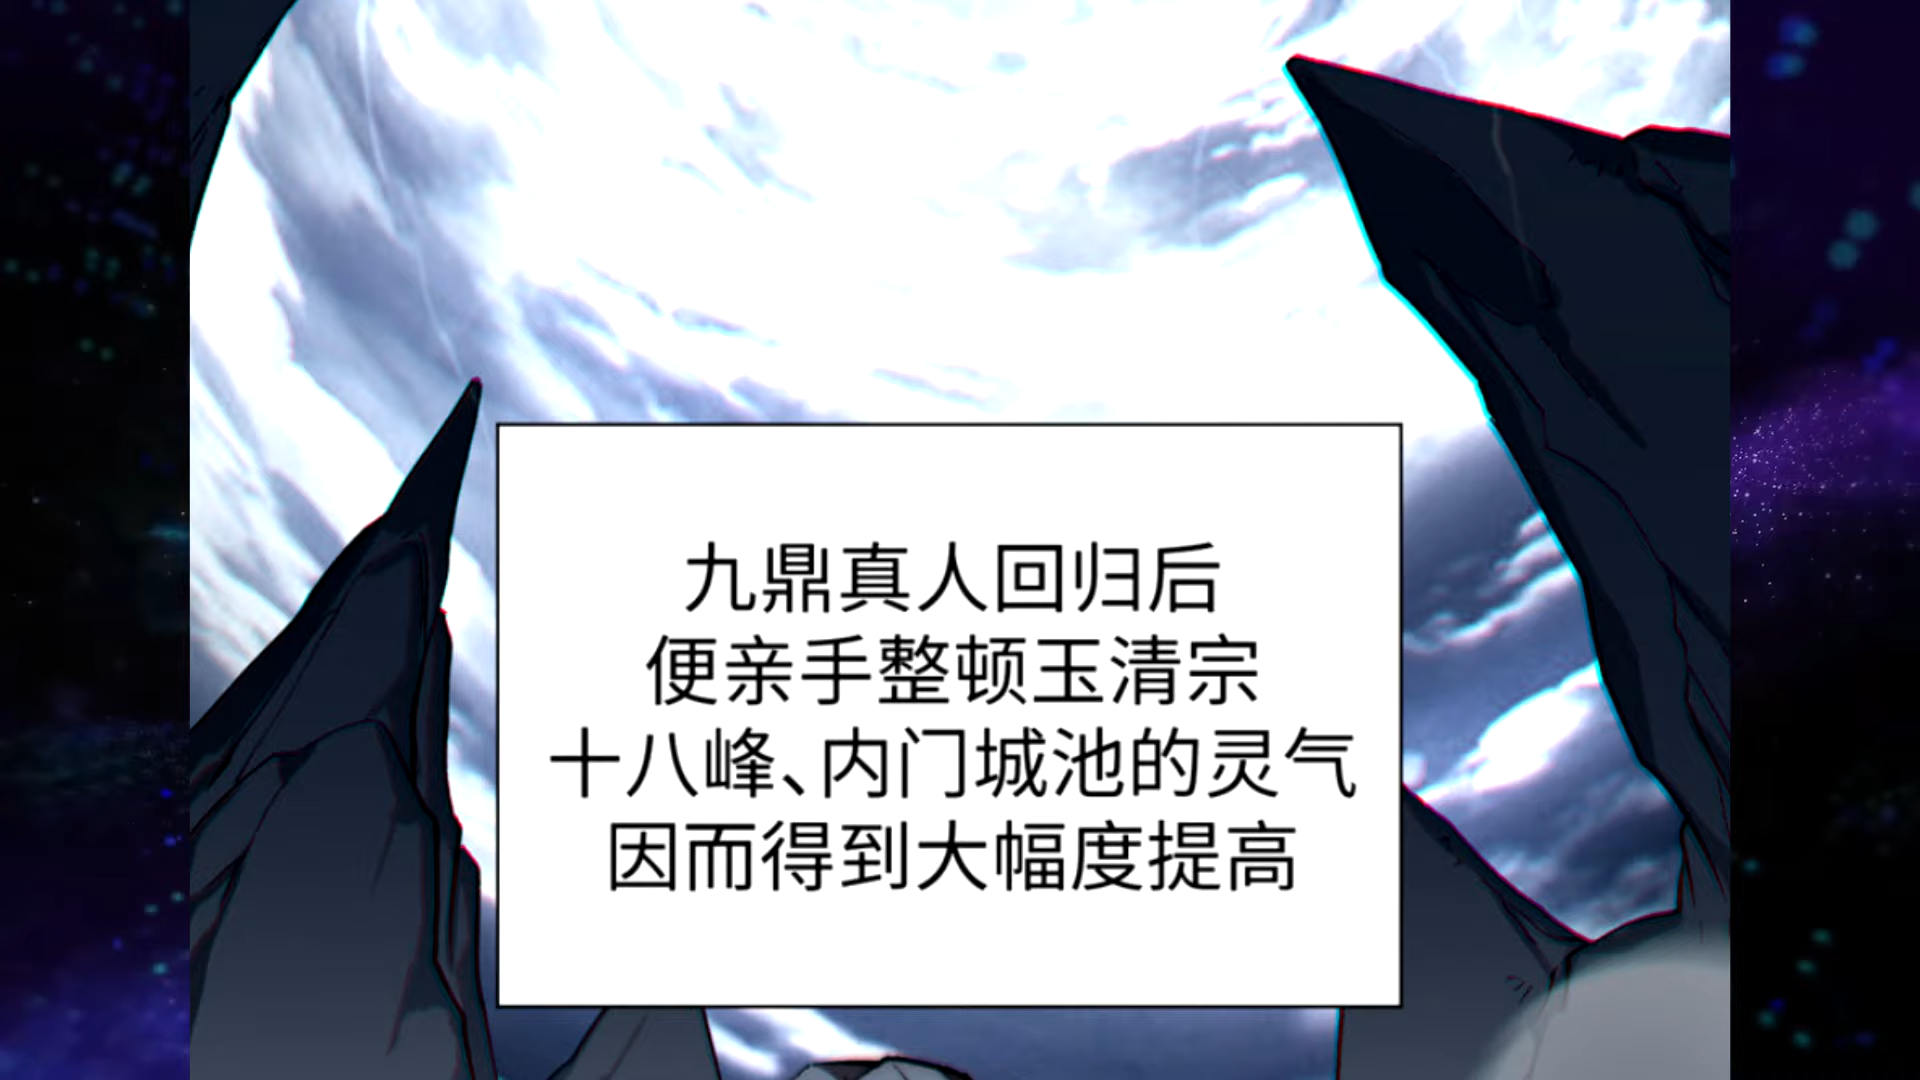 九鼎真人回归后
便亲手整顿玉清宗
十八峰、内门城池的灵气
因而得到大幅度提高